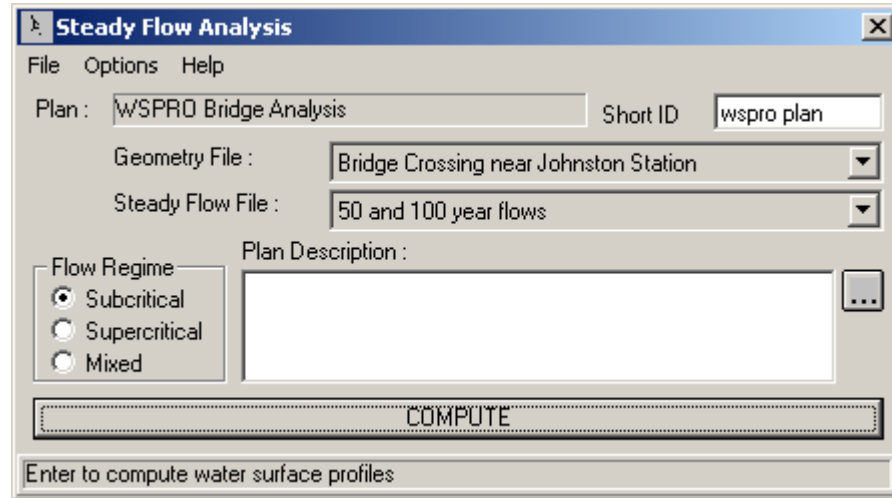 Steady Flow Analysis
File Options Help
Plan : WSPRO Bridge Analysis Short ID wspro plan
Geometry File : Bridge Crossing near Johnston Station
Steady Flow File : 50 and 100 year flows
Plan Description :
Flow Regime
Subcritical
Supercritical
Mixed
...
COMPUTE
Enter to compute water surface profiles